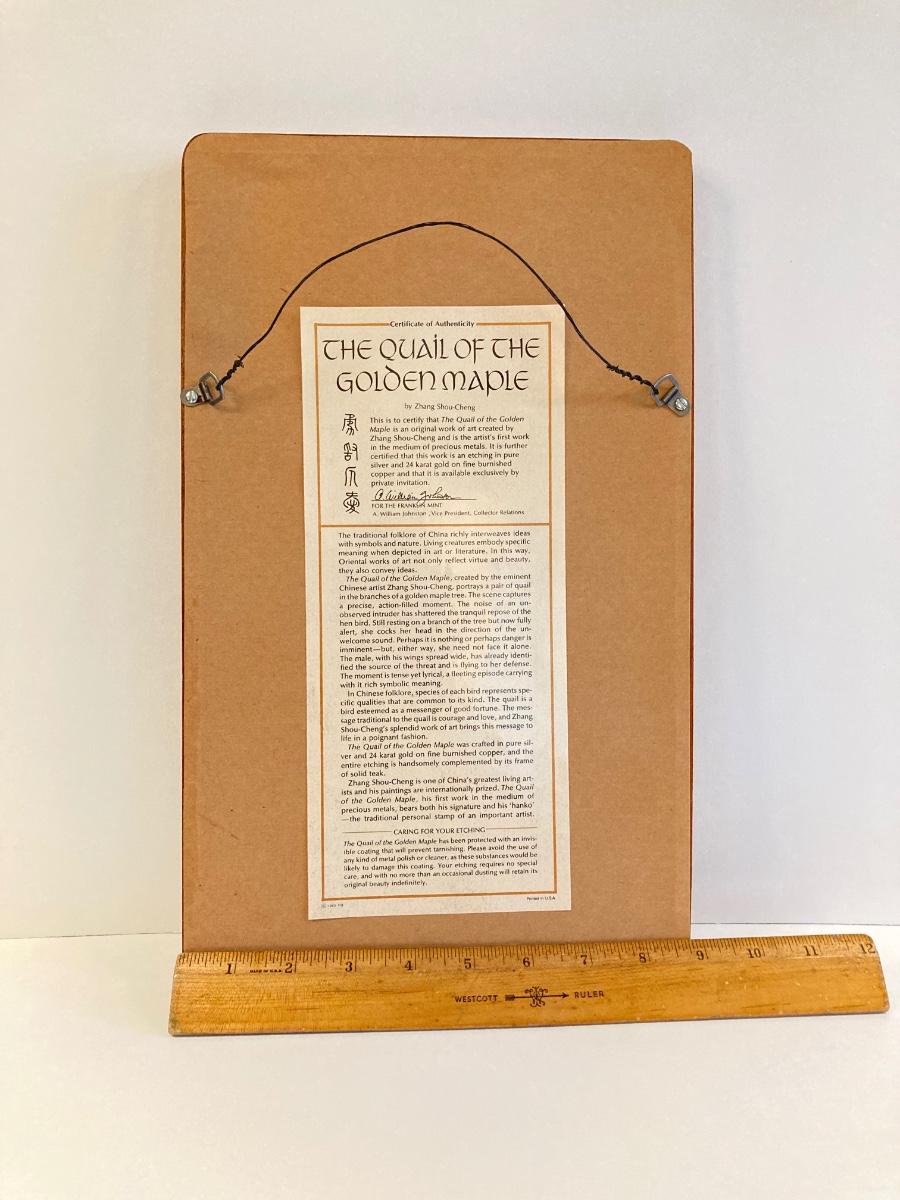 Certificate of Authenticity
THE QUAIL OF THE
GOLDEN MAPLE
by Zhang Shou-Cheng
This is to certify that The Quail of the Golden
Maple is an original work of art created by
Zhang Shou-Cheng and is the artist's first work
in the medium of precious metals. It is further
certified that this work is an etching in pure
silver and 24 karat gold on fine burnished
copper and that it is available exclusively by
private invitation.
A. William Johnston
FOR THE FRANKLIN MINT
A. William Johnston, Vice President, Collector Relations
The traditional folklore of China richly interweaves ideas
with symbols and nature. Living creatures embody specific
meaning when depicted in art or literature. In this way,
Oriental works of art not only reflect virtue and beauty,
they also convey ideas.
The Quail of the Golden Maple, created by the eminent
Chinese artist Zhang Shou-Cheng, portrays a pair of quail
in the branches of a golden maple tree. The scene captures
a precise, action-filled moment. The noise of an un-
observed intruder has shattered the tranquil repose of the
hen bird. Still resting on a branch of the tree but now fully
alert, she cocks her head in the direction of the un-
welcome sound. Perhaps it is nothing or perhaps danger is
imminent—but, either way, she need not face it alone.
The male, with his wings spread wide, has already identi-
fied the source of the threat and is flying to her defense.
The moment is tense yet lyrical, a fleeting episode carrying
with it rich symbolic meaning.
In Chinese folklore, species of each bird represents spe-
cific qualities that are common to its kind. The quail is a
bird esteemed as a messenger of good fortune. The mes-
sage traditional to the quail is courage and love, and Zhang
Shou-Cheng's splendid work of art brings this message to
life in a poignant fashion.
The Quail of the Golden Maple was crafted in pure sil-
ver and 24 karat gold on fine burnished copper, and the
entire etching is handsomely complemented by its frame
of solid teak.
Zhang Shou-Cheng is one of China's greatest living art-
ists and his paintings are internationally prized. The Quail
of the Golden Maple, his first work in the medium of
precious metals, bears both his signature and his 'hanko'
—the traditional personal stamp of an important artist.
CARING FOR YOUR ETCHING
The Quail of the Golden Maple has been protected with an invis-
ible coating that will prevent tarnishing. Please avoid the use of
any kind of metal polish or cleaner, as these substances would be
likely to damage this coating. Your etching requires no special
care, and with no more than an occasional dusting will retain its
original beauty indefinitely.
Printed in U.S.A.
1 MADE IN U.S.A. 2 3 4 5 6 7 8 9 10 11 12
WESTCOTT RULER